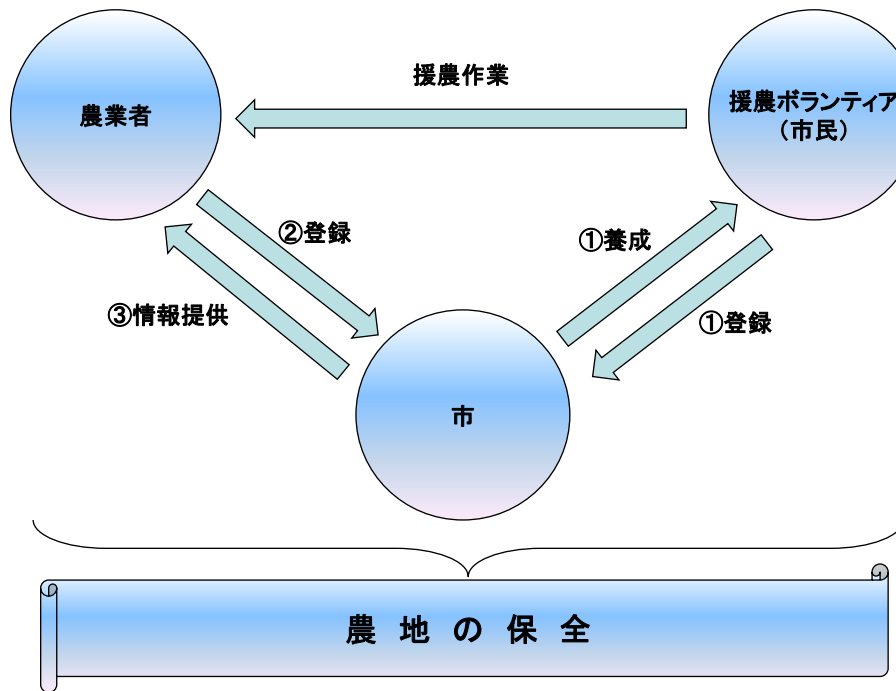 援農作業
農業者
援農ボランティア
(市民)
②登録
①養成
③情報提供
①登録
市
農地の保全